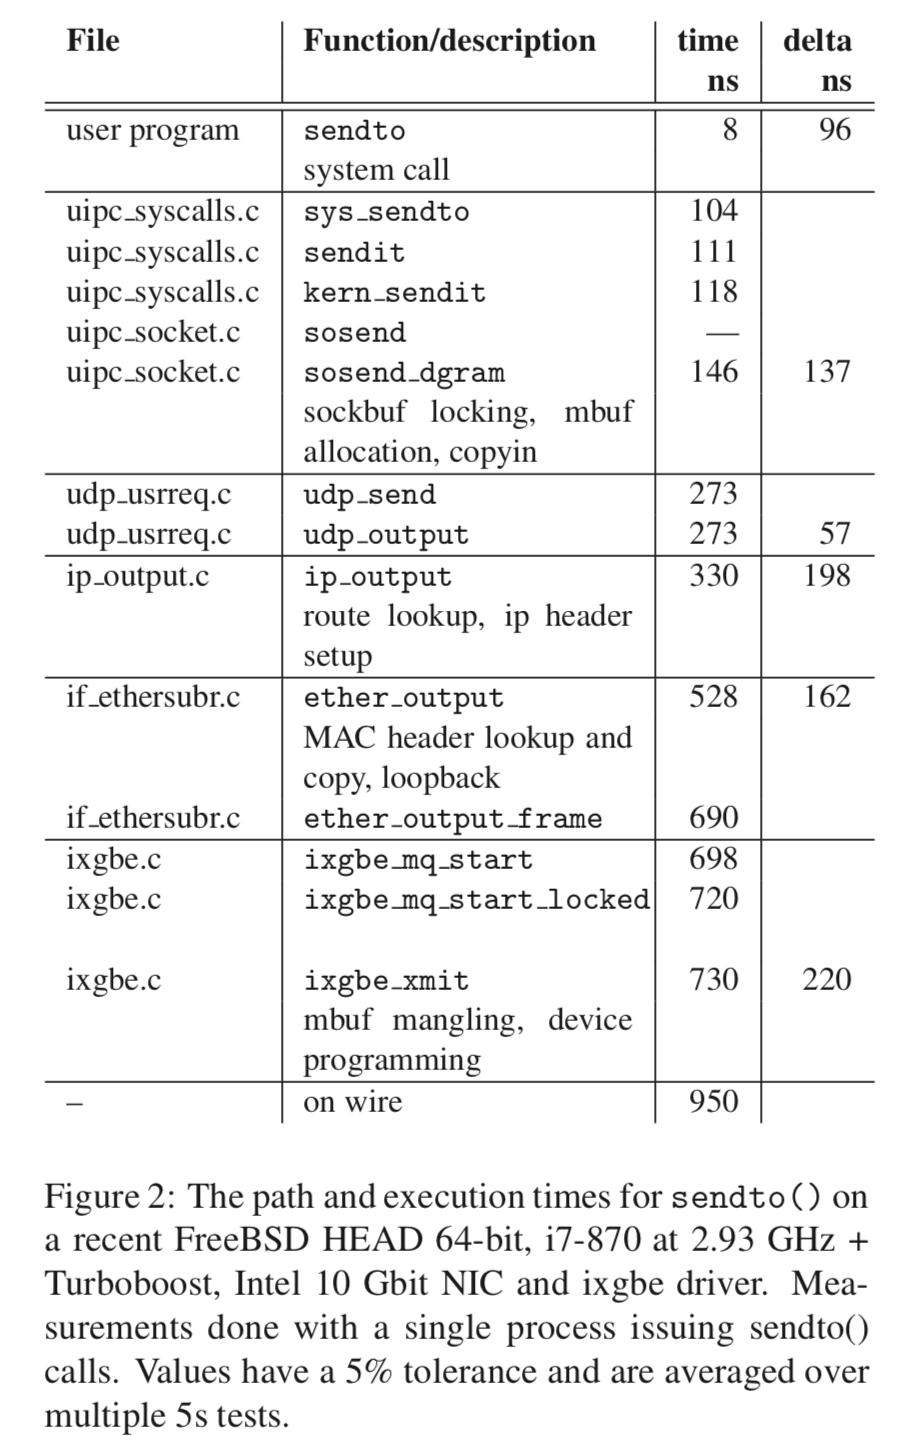 File Function/description time delta
ns ns
user program sendto 8 96
system call
uipc_syscalls.c sys_sendto 104
uipc_syscalls.c sendit 111
uipc_syscalls.c kern_sendit 118
uipc_socket.c sosend —
uipc_socket.c sosend_dgram 146 137
sockbuf locking, mbuf
allocation, copyin
udp_usrreq.c udp_send 273
udp_usrreq.c udp_output 273 57
ip_output.c ip_output 330 198
route lookup, ip header
setup
if_ethersubr.c ether_output 528 162
MAC header lookup and
copy, loopback
if_ethersubr.c ether_output_frame 690
ixgbe.c ixgbe_mq_start 698
ixgbe.c ixgbe_mq_start_locked 720
ixgbe.c ixgbe_xmit 730 220
mbuf mangling, device
programming
– on wire 950
Figure 2: The path and execution times for sendto() on
a recent FreeBSD HEAD 64-bit, i7-870 at 2.93 GHz +
Turboboost, Intel 10 Gbit NIC and ixgbe driver. Mea-
surements done with a single process issuing sendto()
calls. Values have a 5% tolerance and are averaged over
multiple 5s tests.